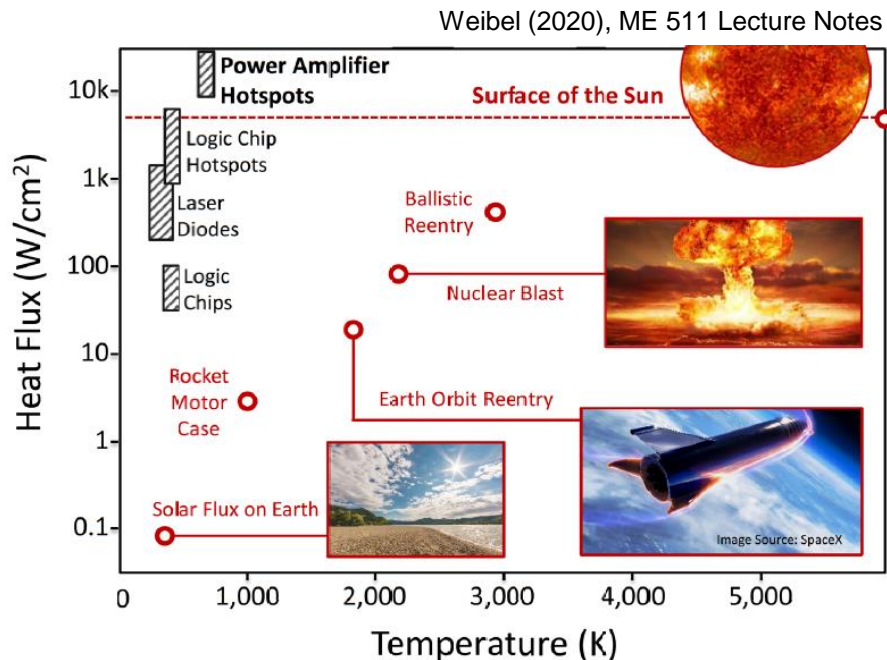 Weibel (2020), ME 511 Lecture Notes
Power Amplifier
Hotspots
10k
Surface of the Sun
Logic Chip
Hotspots
1k
Laser
Diodes
Ballistic
Reentry
100
Logic
Chips
Nuclear Blast
10
Rocket
Motor
Case
Earth Orbit Reentry
1
Solar Flux on Earth
0.1
Image Source: SpaceX
Heat Flux (W/cm²)
0
1,000
2,000
3,000
4,000
5,000
Temperature (K)